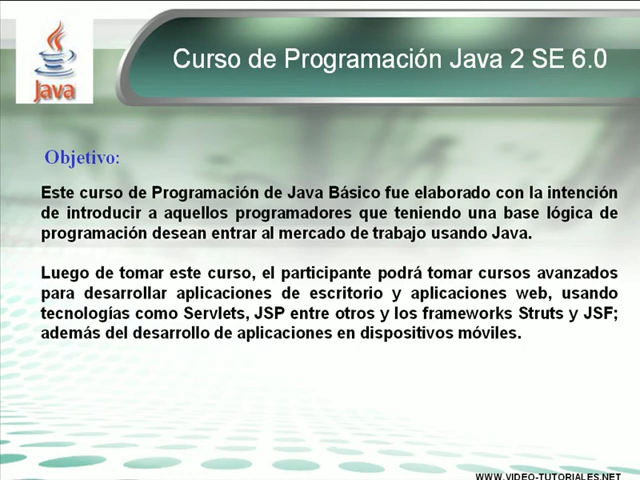 Java
Curso de Programación Java 2 SE 6.0
Objetivo:
Este curso de Programación de Java Básico fue elaborado con la intención
de introducir a aquellos programadores que teniendo una base lógica de
programación desean entrar al mercado de trabajo usando Java.
Luego de tomar este curso, el participante podrá tomar cursos avanzados
para desarrollar aplicaciones de escritorio y aplicaciones web, usando
tecnologías como Servlets, JSP entre otros y los frameworks Struts y JSF;
además del desarrollo de aplicaciones en dispositivos móviles.
WWW.VIDEO-TUTORIALES.NET